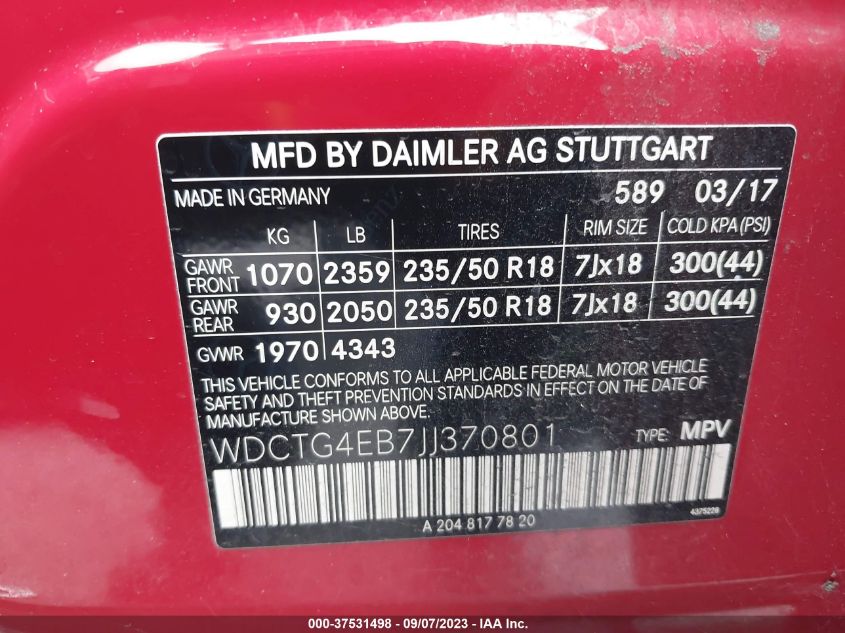 MFD BY DAIMLER AG STUTTGART
MADE IN GERMANY 589 03/17
KG LB TIRES RIM SIZE COLD KPA (PSI)
GAWR FRONT 1070 2359 235/50 R18 7Jx18 300(44)
GAWR REAR 930 2050 235/50 R18 7Jx18 300(44)
GVWR 1970 4343
THIS VEHICLE CONFORMS TO ALL APPLICABLE FEDERAL MOTOR VEHICLE
SAFETY AND THEFT PREVENTION STANDARDS IN EFFECT ON THE DATE OF
MANUFACTURE SHOWN ABOVE.
WDCTG4EB7JJ370801 TYPE: MPV
A 204 817 78 20 4375228
000-37531498 - 09/07/2023 - IAA Inc.